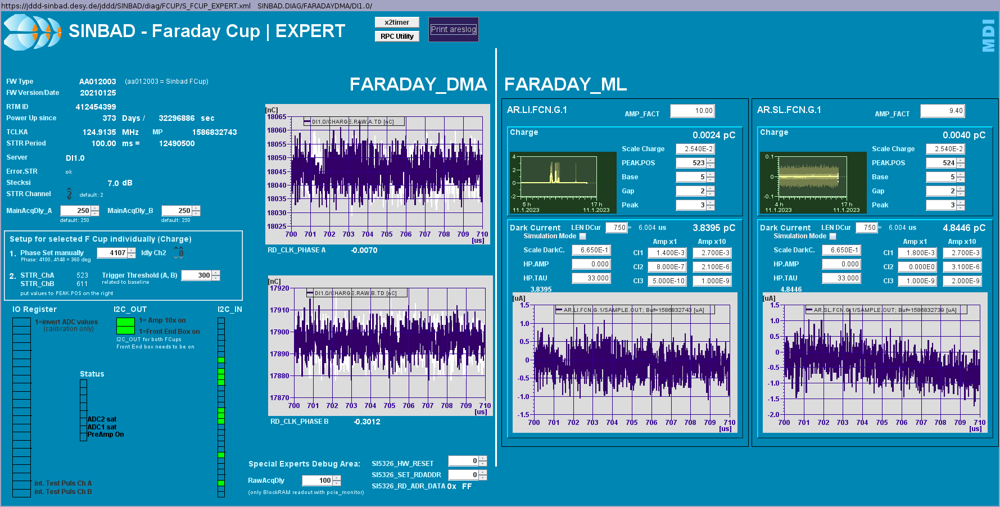 https://jddd-sinbad.desy.de/jddd/SINBAD/diag/FCUP/S_FCUP_EXPERT.xml SINBAD.DIAG/FARADAYDMA/DI1.0/
SINBAD - Faraday Cup | EXPERT
x2timer
RPC Utility
Print areslog
MDI
FW Type AA012003 (aa012003 = Sinbad FCup)
FW Version/Date 20210125
RTM ID 412454399
Power Up since 373 Days / 32296886 sec
TCLKA 124.9135 MHz MP 1586832743
STTR Period 100.00 ms = 12490500
Server DI1.0
Error.STR ok
Stecksi 7.0 dB
STTR Channel 2 default: 2
MainAcqDly_A 250 MainAcqDly_B 250
default: 250 default: 250
Setup for selected F Cup individually (Charge)
1. Phase Set manually 4107 Idly Ch2 0
Phase: 4100..4148 = 360 deg
2. STTR_ChA 523 Trigger Threshold (A, B) 300
STTR_ChB 611 related to baseline
put values to PEAK.POS on the right
IO Register I2C_OUT I2C_IN
1=invert ADC values
(calibration only)
1= Amp 10x on
1=Front End Box on
I2C_OUT for both FCups
Front End box needs to be on
Status
ADC2 sat
ADC1 sat
PreAmp On
int. Test Puls Ch A
int. Test Puls Ch B
FARADAY_DMA
[nC]
DI1.0/CHARGE.RAW.A.TD [nC]
18065
18060
18055
18050
18045
18040
18035
18030
18025
700 701 702 703 704 705 706 707 708 709 710
[us]
RD_CLK_PHASE A -0.0070
[nC]
DI1.0/CHARGE.RAW.B.TD [nC]
17920
17910
17900
17890
17880
17870
700 701 702 703 704 705 706 707 708 709 710
[us]
RD_CLK_PHASE B -0.3012
Special Experts Debug Area:
SI5326_HW_RESET 0
SI5326_SET_RDADDR 0
SI5326_RD_ADR_DATA 0x FF
RawAcqDly 100
(only BlockRAM readout with pcie_monitor)
FARADAY_ML
AR.LI.FCN.G.1 AMP_FACT 10.00
Charge 0.0024 pC
Scale Charge 2.540E-2
PEAK.POS 523
Base 5
Gap 2
Peak 3
4
2
0
-2
5 h 17 h
11.1.2023 11.1.2023
Dark Current LEN DCur 750 = 6.004 us 3.8395 pC
Simulation Mode
Amp x1 Amp x10
Scale DarkC. 6.650E-1 CI1 1.400E-3 2.700E-3
HP.AMP 0.000 CI2 8.000E-7 2.100E-6
HP.TAU 33.000 CI3 5.000E-10 1.000E-9
3.8395
[uA]
AR.LI.FCN.G.1/SAMPLE.OUT; Buf=1586832743 [uA]
1.5
1.0
0.5
0
-0.5
-1.0
-1.5
700 701 702 703 704 705 706 707 708 709 710
[us]
AR.SL.FCN.G.1 AMP_FACT 9.40
Charge 0.0040 pC
Scale Charge 2.540E-2
PEAK.POS 524
Base 5
Gap 2
Peak 3
0.1
0
-0.1
4 h 17 h
11.1.2023 11.1.2023
Dark Current LEN DCur 750 = 6.004 us 4.8446 pC
Simulation Mode
Amp x1 Amp x10
Scale DarkC. 6.650E-1 CI1 1.800E-3 2.700E-3
HP.AMP 0.000 CI2 0.000E0 3.100E-6
HP.TAU 33.000 CI3 1.000E-9 2.000E-9
4.8446
[uA]
AR.SL.FCN.G.1/SAMPLE.OUT; Buf=1586832739 [uA]
1.5
1.0
0.5
0
-0.5
-1.0
-1.5
-2.0
700 701 702 703 704 705 706 707 708 709 710
[us]